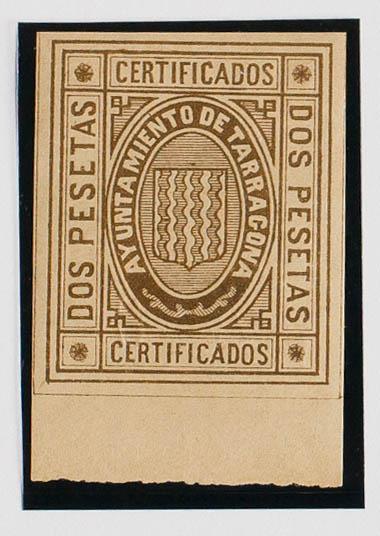 CERTIFICADOS
DOS PESETAS
AYUNTAMIENTO DE TARRAGONA
DOS PESETAS
CERTIFICADOS